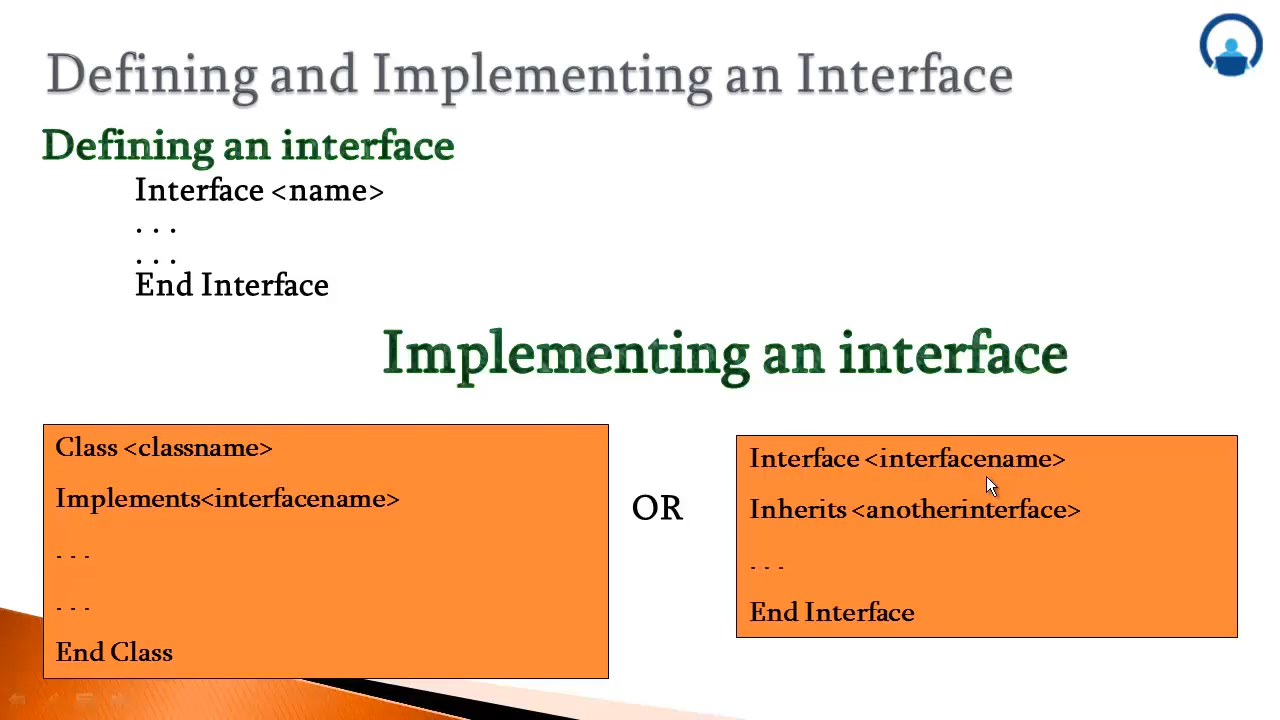 Defining and Implementing an Interface
Defining an interface
Interface <name>
. . .
. . .
End Interface
Implementing an interface
Class <classname>
Implements<interfacename>
. . .
. . .
End Class
OR
Interface <interfacename>
Inherits <anotherinterface>
. . .
End Interface